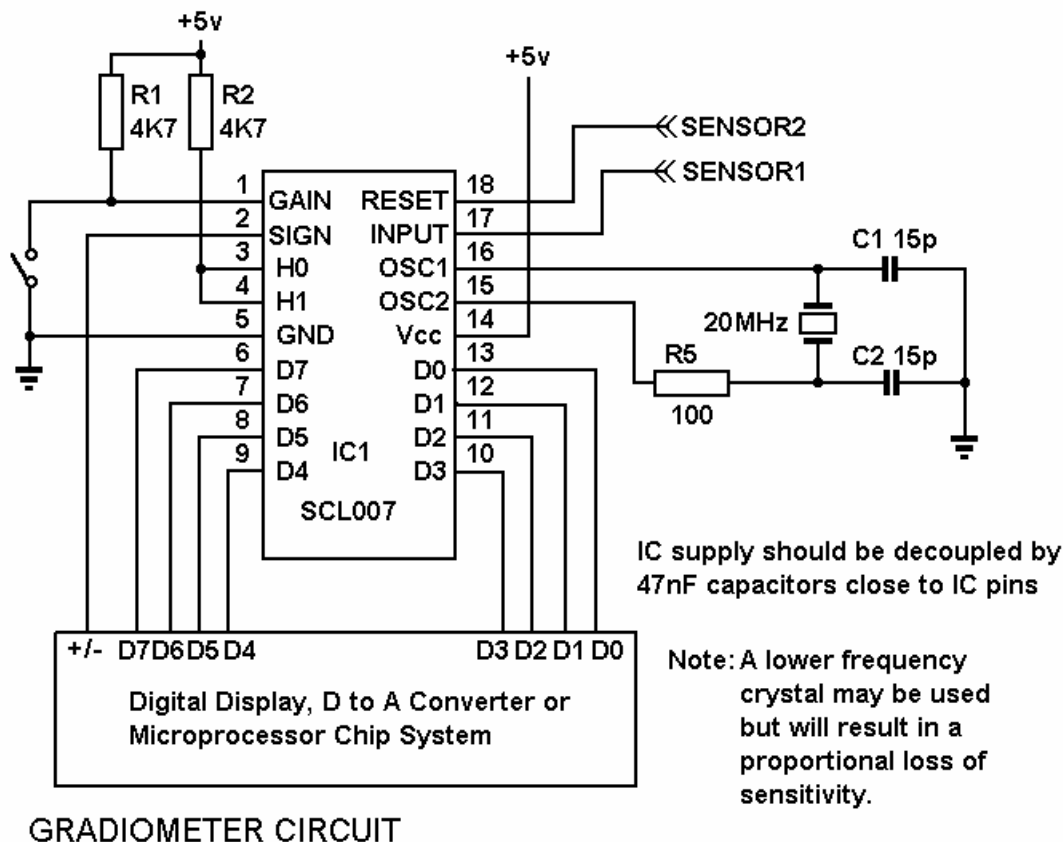 +5v
R1
4K7
R2
4K7
+5v
SENSOR2
SENSOR1
1
GAIN
2
SIGN
3
H0
4
H1
5
GND
6
D7
7
D6
8
D5
9
D4
IC1
SCL007
18
RESET
17
INPUT
16
OSC1
15
OSC2
14
Vcc
13
D0
12
D1
11
D2
10
D3
C1 15p
20MHz
C2 15p
R5
100
IC supply should be decoupled by
47nF capacitors close to IC pins
+/- D7 D6 D5 D4 D3 D2 D1 D0
Digital Display, D to A Converter or
Microprocessor Chip System
Note: A lower frequency
crystal may be used
but will result in a
proportional loss of
sensitivity.
GRADIOMETER CIRCUIT